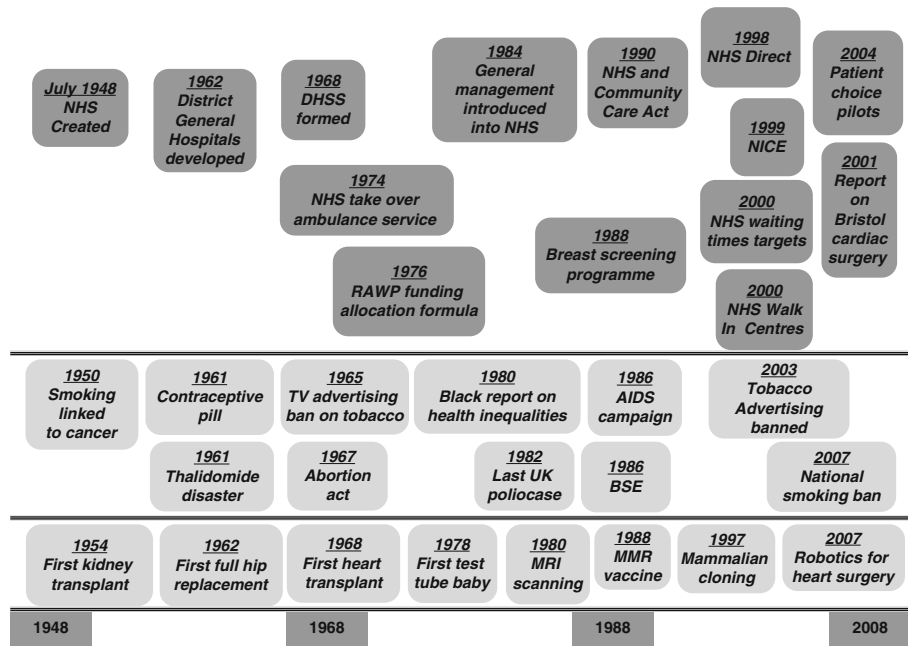 July 1948
NHS
Created
1962
District
General
Hospitals
developed
1968
DHSS
formed
1984
General
management
introduced
into NHS
1990
NHS and
Community
Care Act
1998
NHS Direct
2004
Patient
choice
pilots
1999
NICE
1974
NHS take over
ambulance service
2001
Report
on
Bristol
cardiac
surgery
2000
NHS waiting
times targets
1988
Breast screening
programme
1976
RAWP funding
allocation formula
2000
NHS Walk
In Centres
1950
Smoking
linked
to cancer
1961
Contraceptive
pill
1965
TV advertising
ban on tobacco
1980
Black report on
health inequalities
1986
AIDS
campaign
2003
Tobacco
Advertising
banned
1961
Thalidomide
disaster
1967
Abortion
act
1982
Last UK
poliocase
1986
BSE
2007
National
smoking ban
1954
First kidney
transplant
1962
First full hip
replacement
1968
First heart
transplant
1978
First test
tube baby
1980
MRI
scanning
1988
MMR
vaccine
1997
Mammalian
cloning
2007
Robotics for
heart surgery
1948
1968
1988
2008